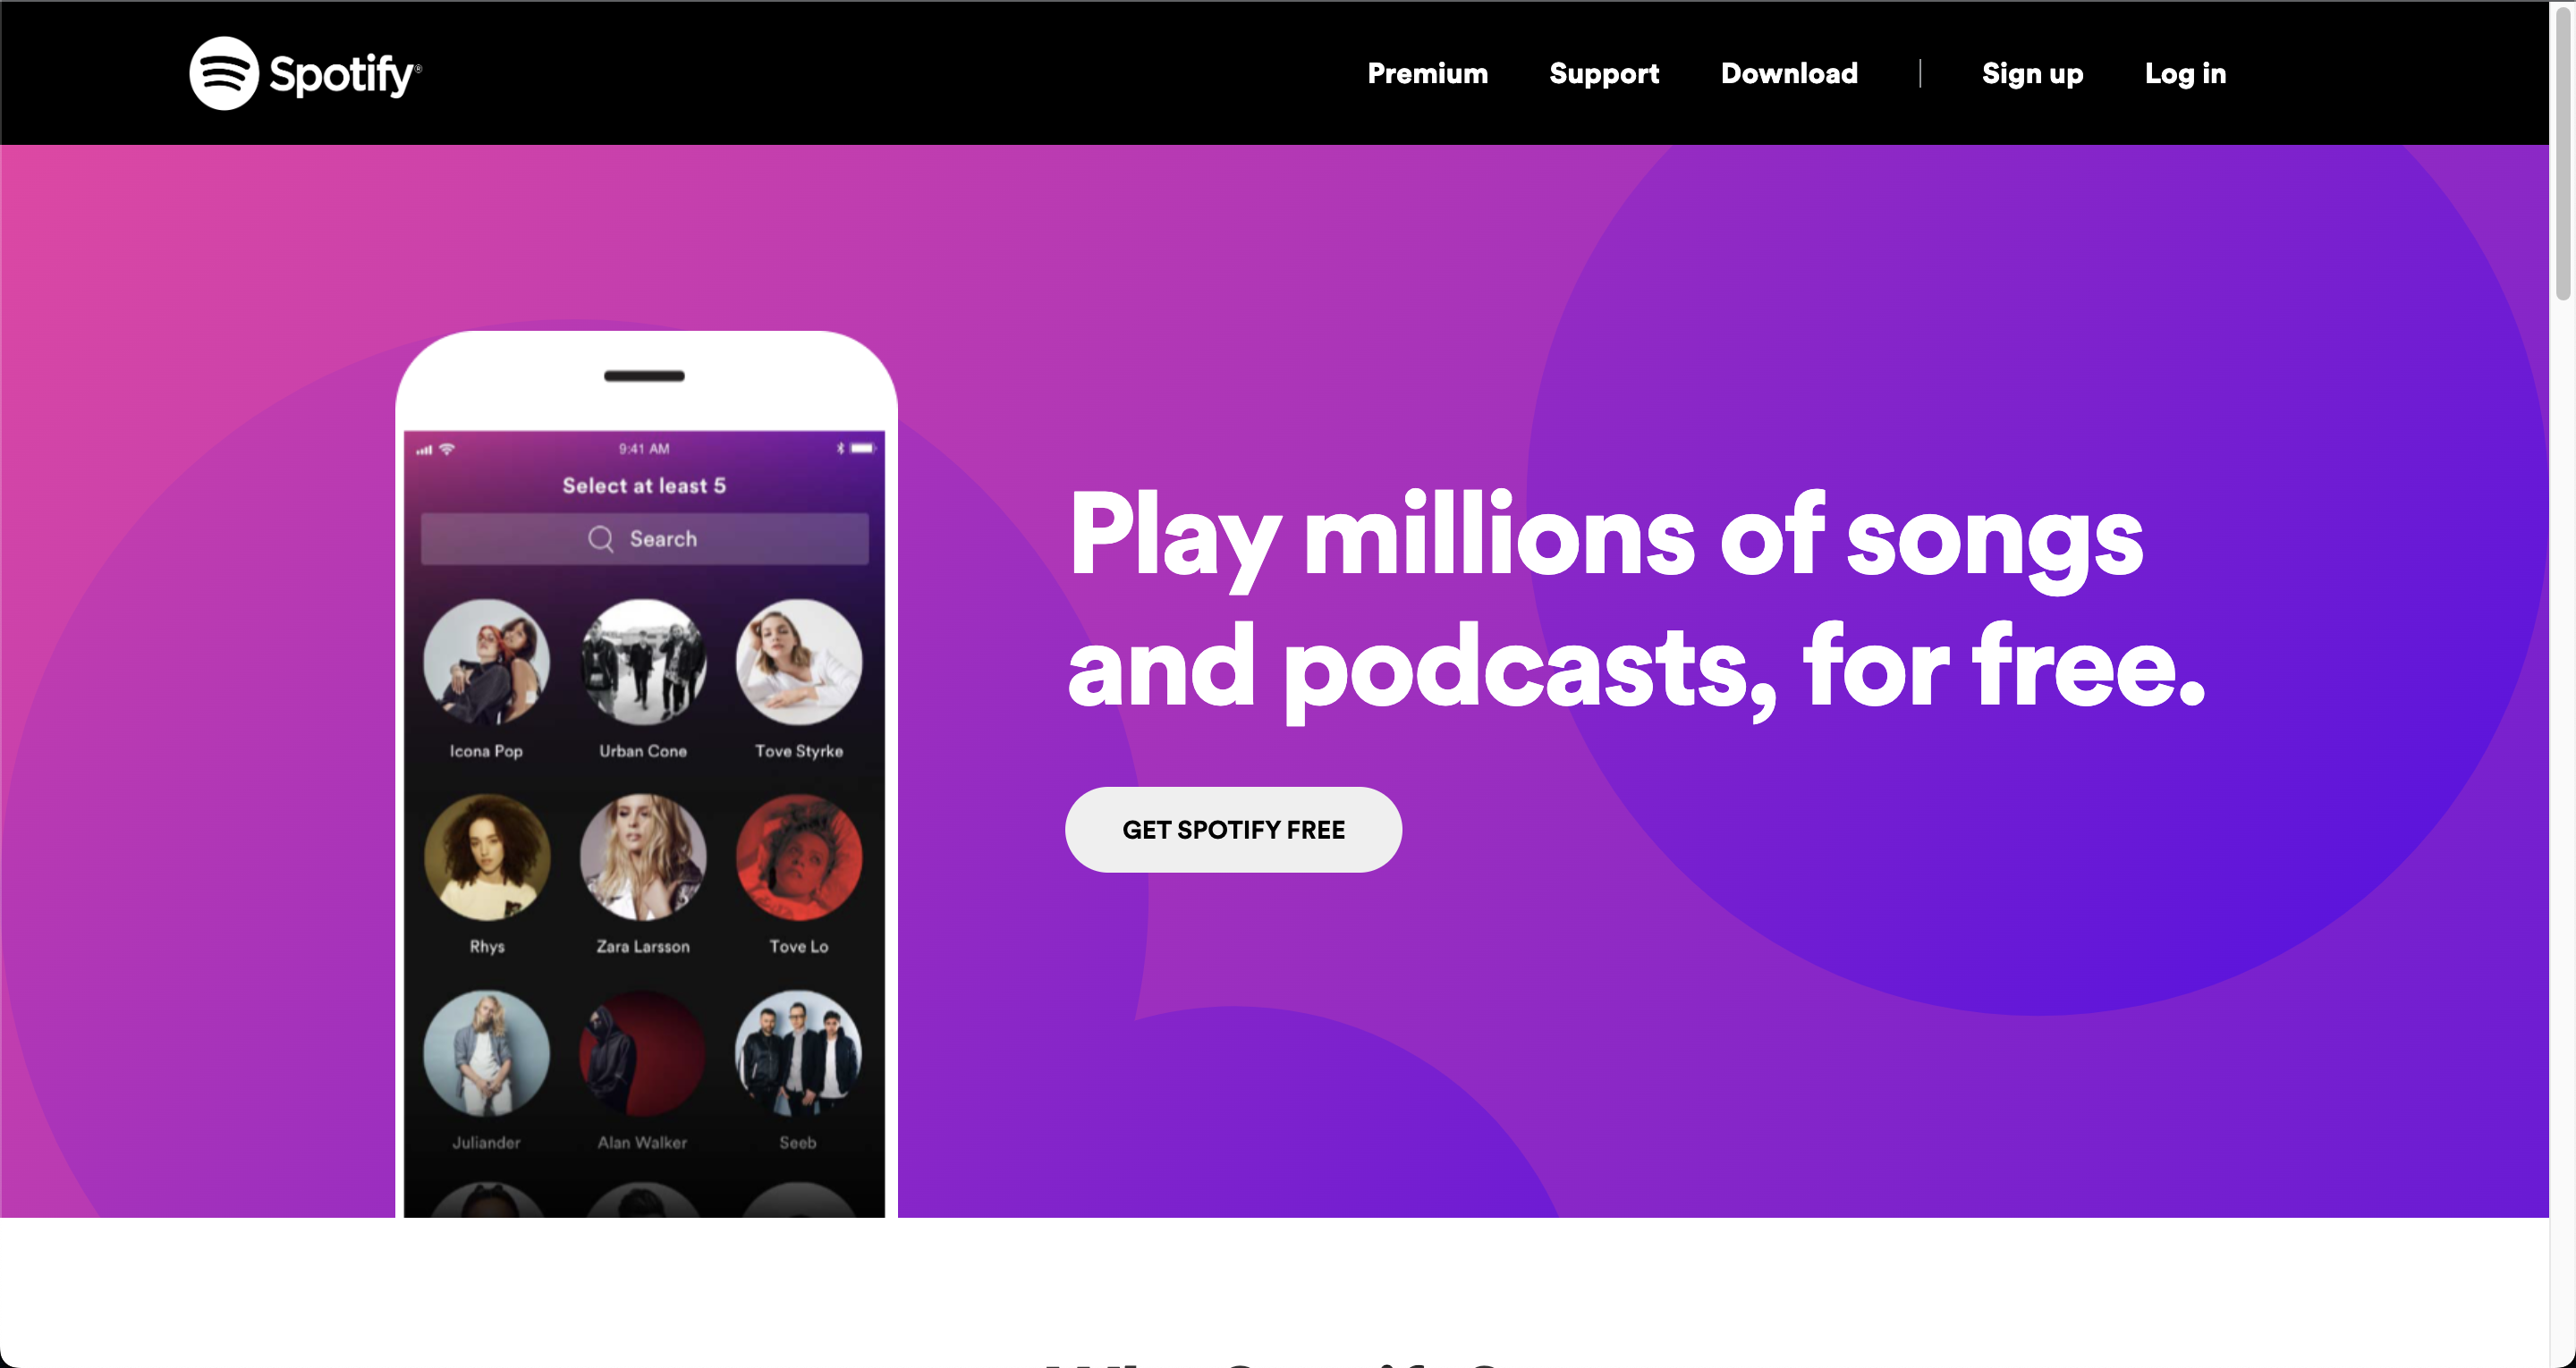 Spotify®
Premium Support Download | Sign up Log in
9:41 AM
Select at least 5
Search
Icona Pop Urban Cone Tove Styrke
Rhys Zara Larsson Tove Lo
Juliander Alan Walker Seeb
Play millions of songs
and podcasts, for free.
GET SPOTIFY FREE